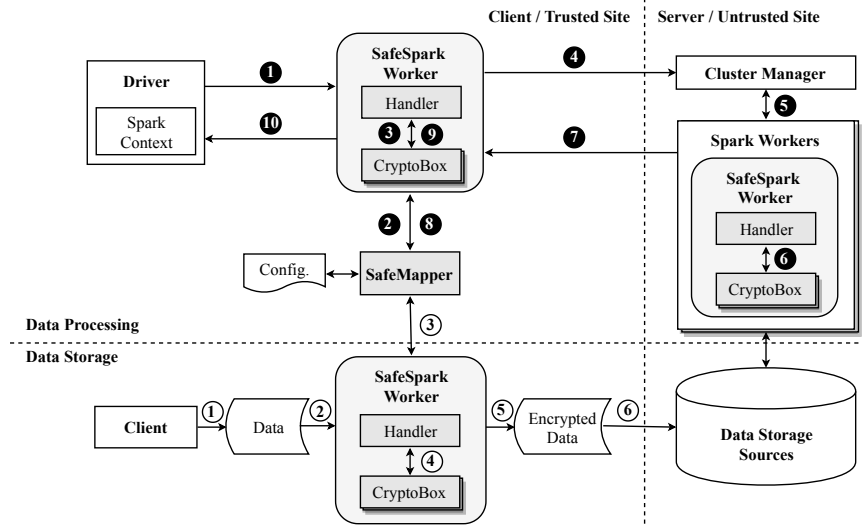 Client / Trusted Site
Server / Untrusted Site
Driver
Spark
Context
1
10
SafeSpark
Worker
Handler
3
9
CryptoBox
4
7
Cluster Manager
5
Spark Workers
SafeSpark
Worker
Handler
6
CryptoBox
2
8
Config.
SafeMapper
Data Processing
3
Data Storage
Client
1
Data
2
SafeSpark
Worker
Handler
4
CryptoBox
5
Encrypted
Data
6
Data Storage
Sources